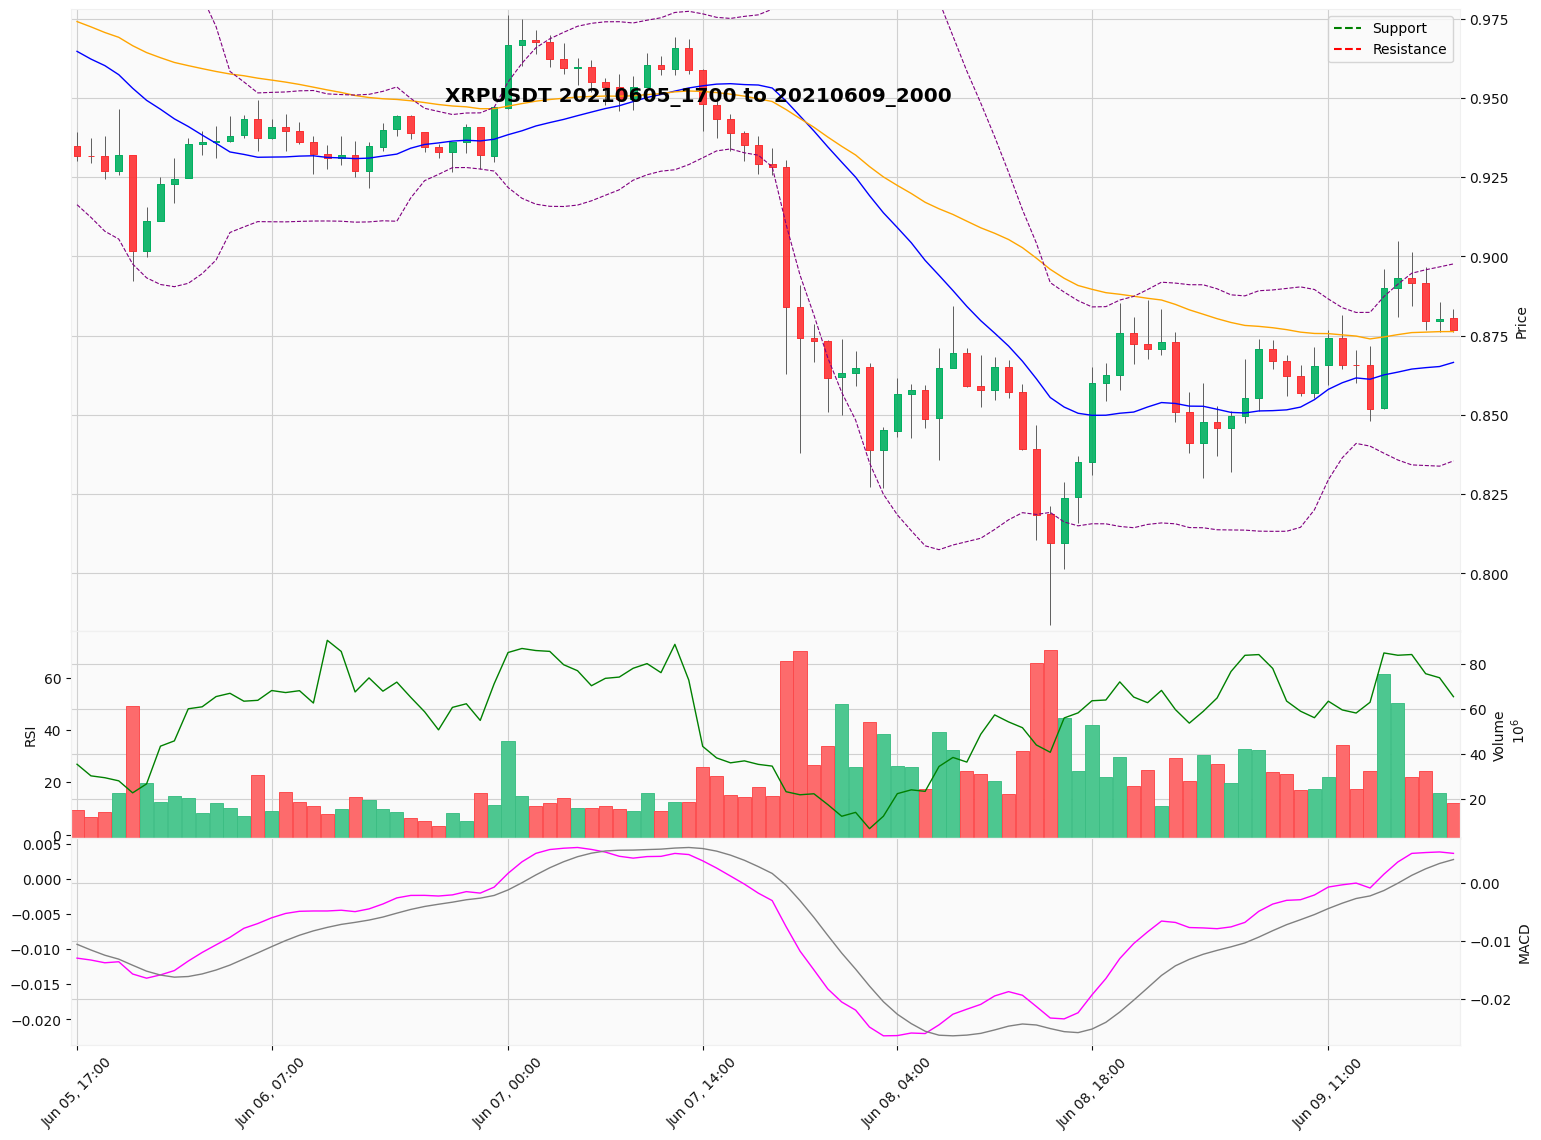 XRPUSDT 20210605_1700 to 20210609_2000
Support
Resistance
0.975
0.950
0.925
0.900
0.875
0.850
0.825
0.800
Price
60
40
20
0
RSI
80
60
40
20
Volume
10^6
0.005
0.000
−0.005
−0.010
−0.015
−0.020
0.00
−0.01
−0.02
MACD
Jun 05, 17:00
Jun 06, 07:00
Jun 07, 00:00
Jun 07, 14:00
Jun 08, 04:00
Jun 08, 18:00
Jun 09, 11:00